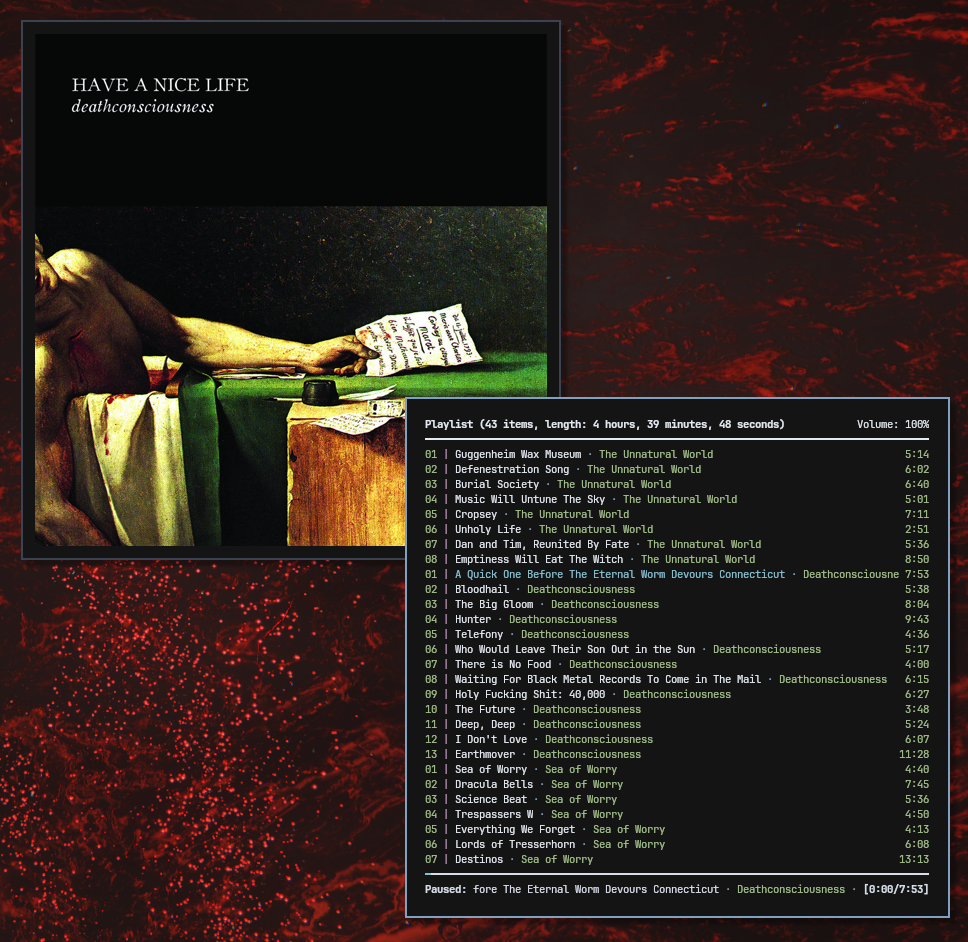 HAVE A NICE LIFE
deathconsciousness
Playlist (43 items, length: 4 hours, 39 minutes, 48 seconds) Volume: 100%
01 | Guggenheim Wax Museum · The Unnatural World 5:14
02 | Defenestration Song · The Unnatural World 6:02
03 | Burial Society · The Unnatural World 6:40
04 | Music Will Untune The Sky · The Unnatural World 5:01
05 | Cropsey · The Unnatural World 7:11
06 | Unholy Life · The Unnatural World 2:51
07 | Dan and Tim, Reunited By Fate · The Unnatural World 5:36
08 | Emptiness Will Eat The Witch · The Unnatural World 8:50
01 | A Quick One Before The Eternal Worm Devours Connecticut · Deathconsciousne 7:53
02 | Bloodhail · Deathconsciousness 5:38
03 | The Big Gloom · Deathconsciousness 8:04
04 | Hunter · Deathconsciousness 9:43
05 | Telefony · Deathconsciousness 4:36
06 | Who Would Leave Their Son Out in the Sun · Deathconsciousness 5:17
07 | There is No Food · Deathconsciousness 4:00
08 | Waiting For Black Metal Records To Come in The Mail · Deathconsciousness 6:15
09 | Holy Fucking Shit: 40,000 · Deathconsciousness 6:27
10 | The Future · Deathconsciousness 3:48
11 | Deep, Deep · Deathconsciousness 5:24
12 | I Don't Love · Deathconsciousness 6:07
13 | Earthmover · Deathconsciousness 11:28
01 | Sea of Worry · Sea of Worry 4:40
02 | Dracula Bells · Sea of Worry 7:45
03 | Science Beat · Sea of Worry 5:36
04 | Trespassers W · Sea of Worry 4:50
05 | Everything We Forget · Sea of Worry 4:13
06 | Lords of Tresserhorn · Sea of Worry 6:08
07 | Destinos · Sea of Worry 13:13
Paused: fore The Eternal Worm Devours Connecticut · Deathconsciousness · [0:00/7:53]